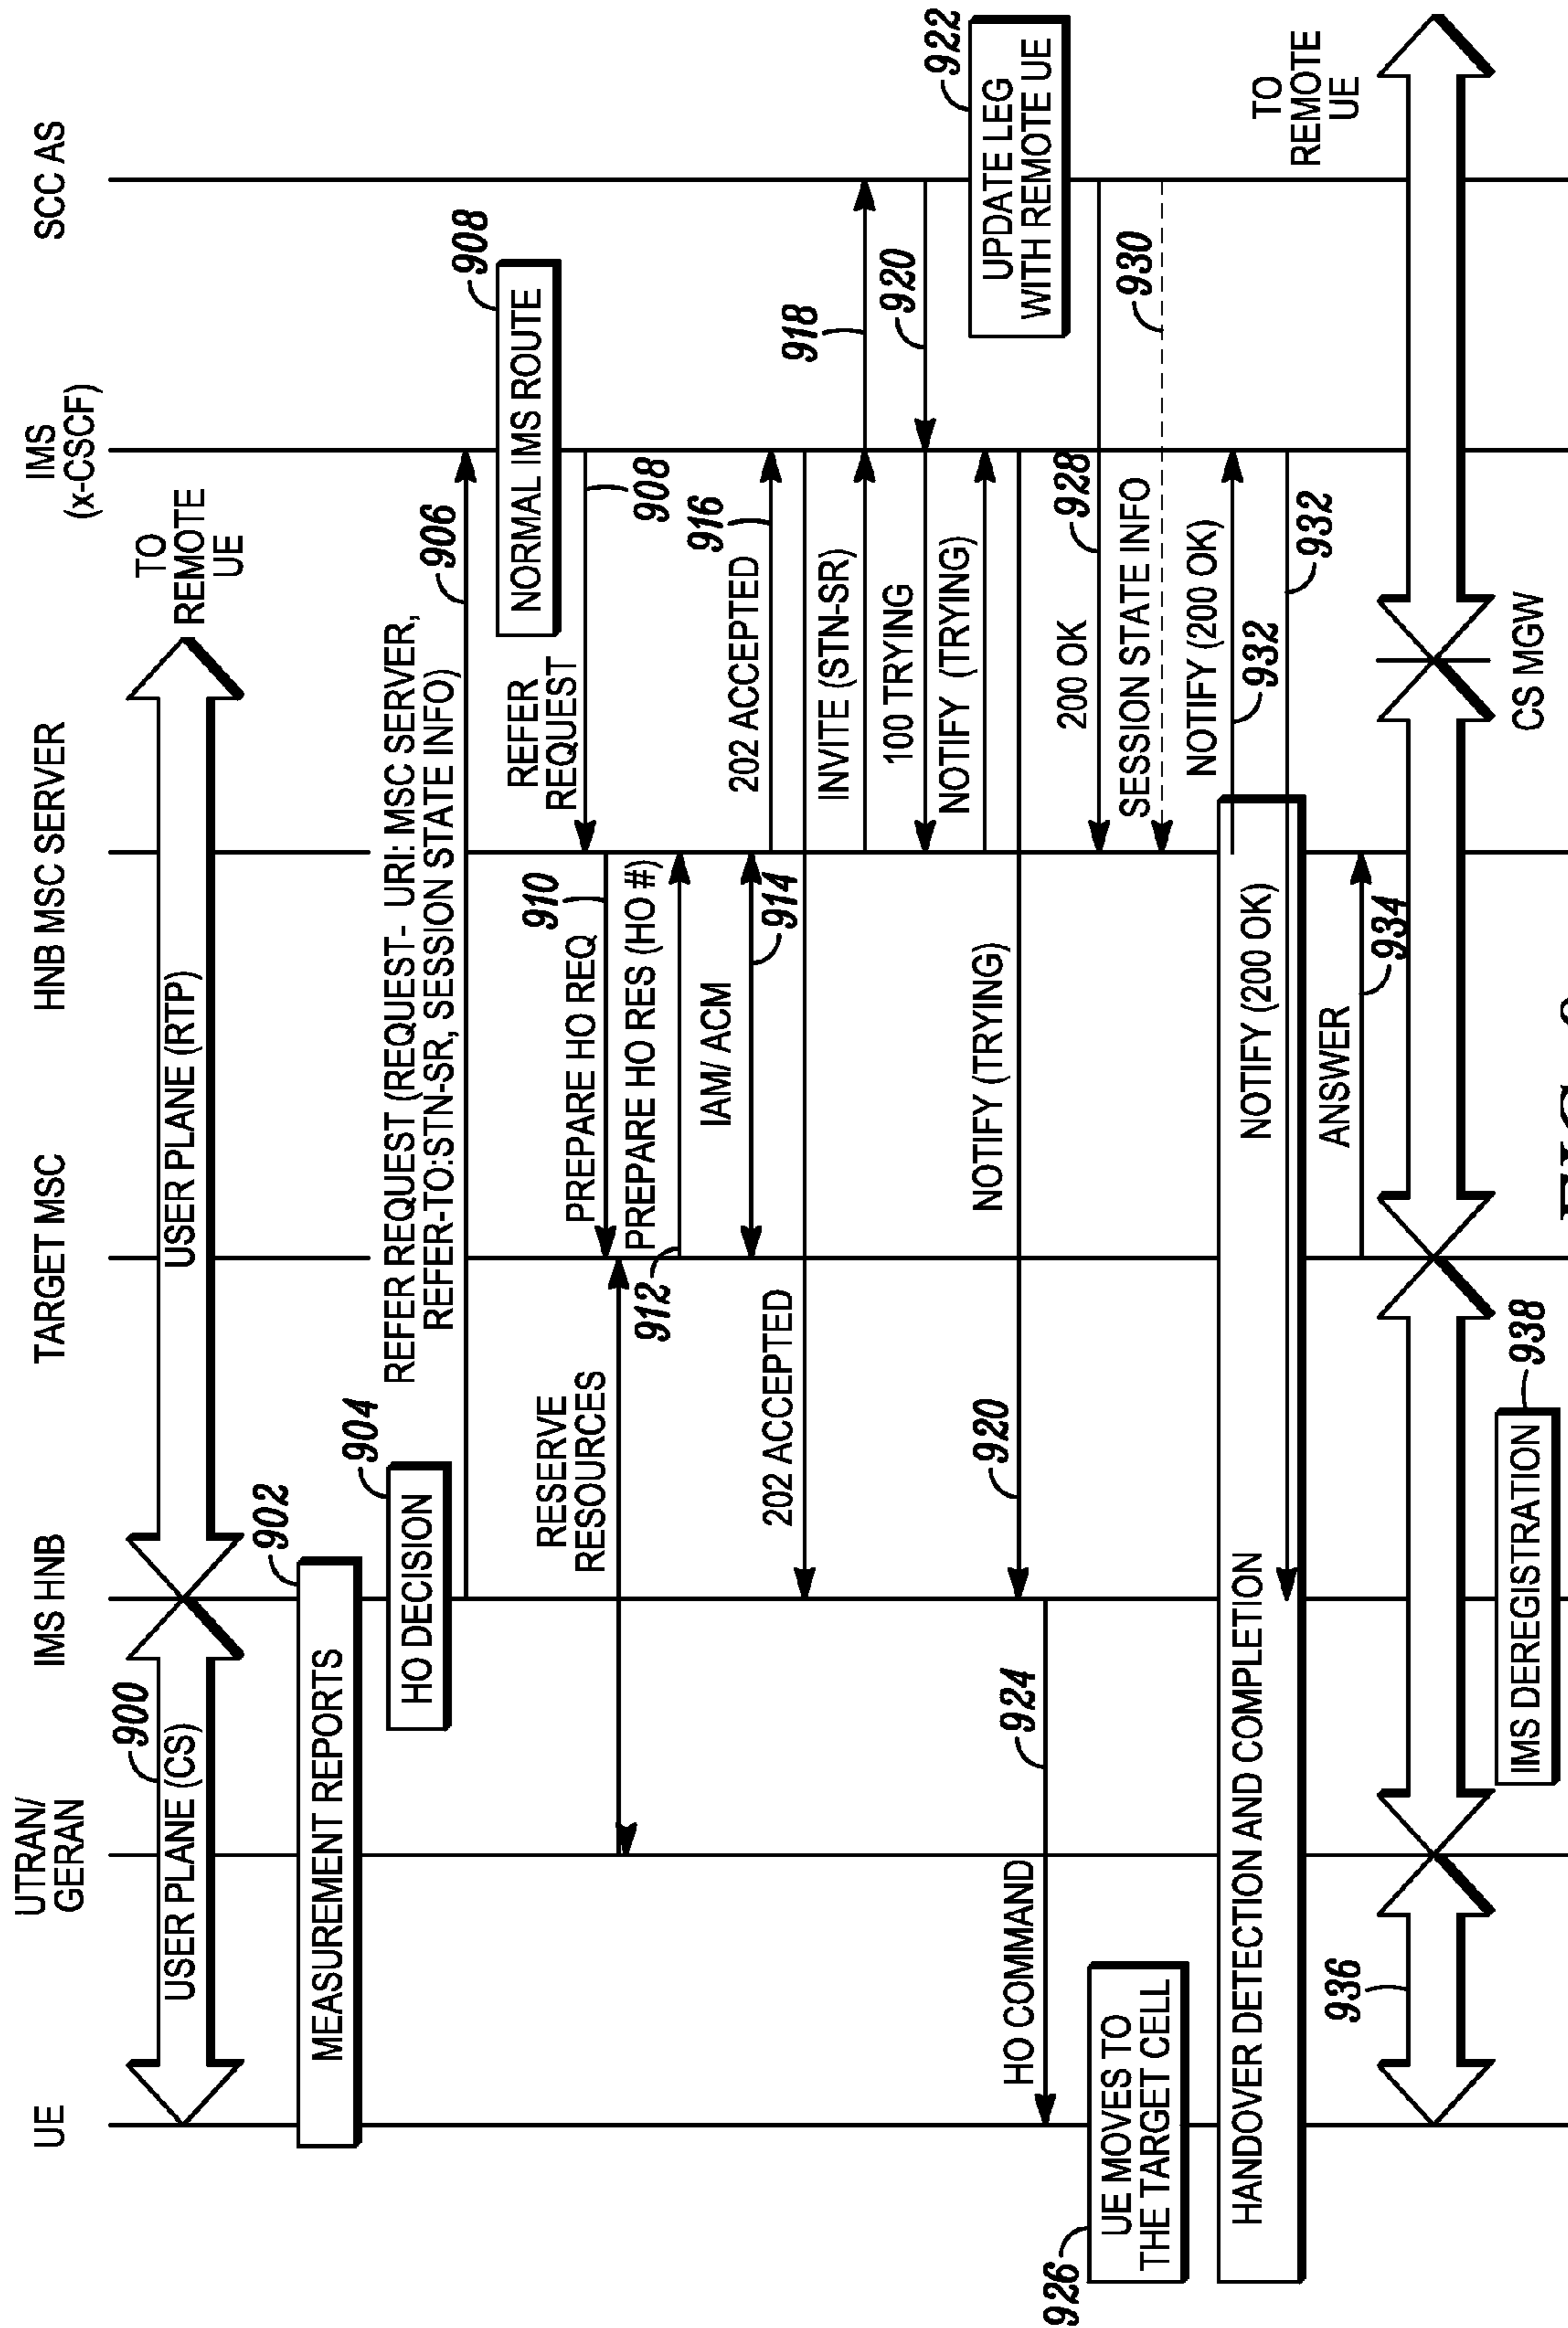 UE
UTRAN/
GERAN
IMS HNB
TARGET MSC
HNB MSC SERVER
IMS
(x-CSCF)
SCC AS
900
USER PLANE (CS)
USER PLANE (RTP)
TO
REMOTE
UE
902
MEASUREMENT REPORTS
904
HO DECISION
REFER REQUEST (REQUEST- URI: MSC SERVER,
REFER-TO:STN-SR, SESSION STATE INFO)
906
908
NORMAL IMS ROUTE
REFER
REQUEST
908
910
PREPARE HO REQ
RESERVE
RESOURCES
PREPARE HO RES (HO #)
912
IAM/ ACM
914
202 ACCEPTED
916
202 ACCEPTED
INVITE (STN-SR)
918
100 TRYING
920
NOTIFY (TRYING)
NOTIFY (TRYING)
920
922
UPDATE LEG
WITH REMOTE UE
HO COMMAND
924
926
UE MOVES TO
THE TARGET CELL
200 OK
928
SESSION STATE INFO
930
NOTIFY (200 OK)
932
HANDOVER DETECTION AND COMPLETION
NOTIFY (200 OK)
932
ANSWER
934
TO
REMOTE
UE
936
CS MGW
IMS DEREGISTRATION
938